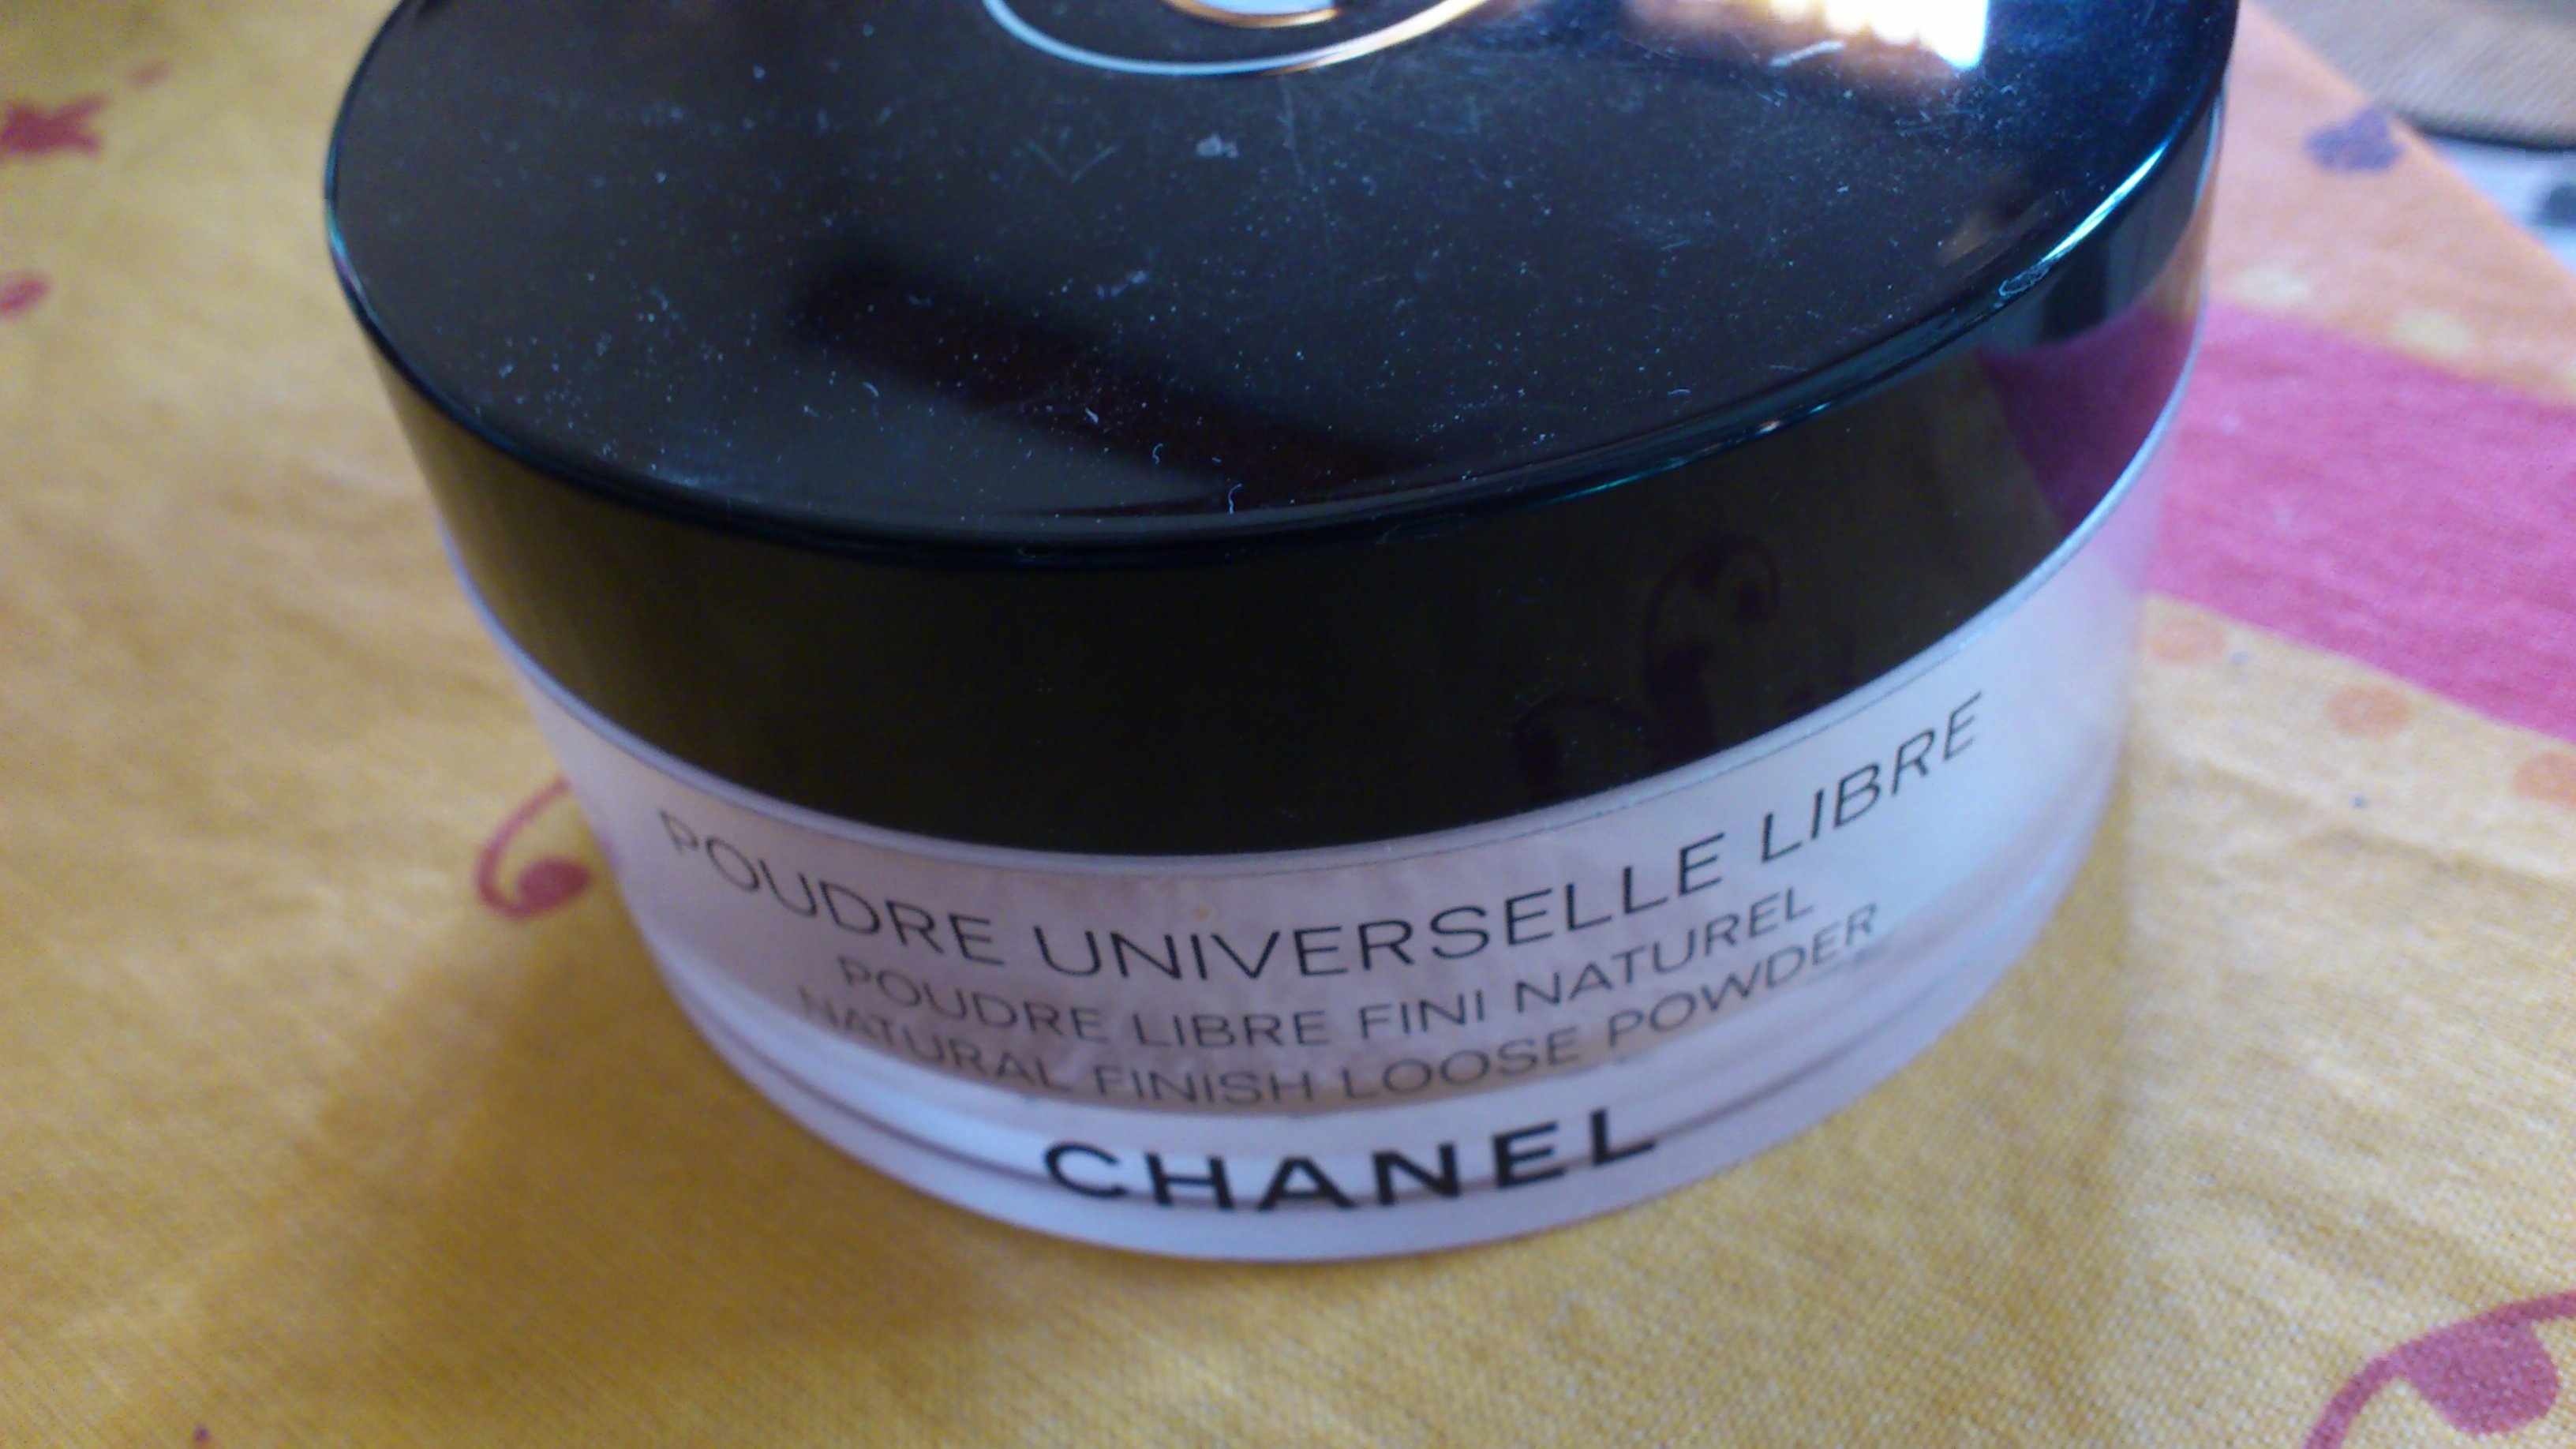 POUDRE UNIVERSELLE LIBRE
POUDRE LIBRE FINI NATUREL
NATURAL FINISH LOOSE POWDER
CHANEL